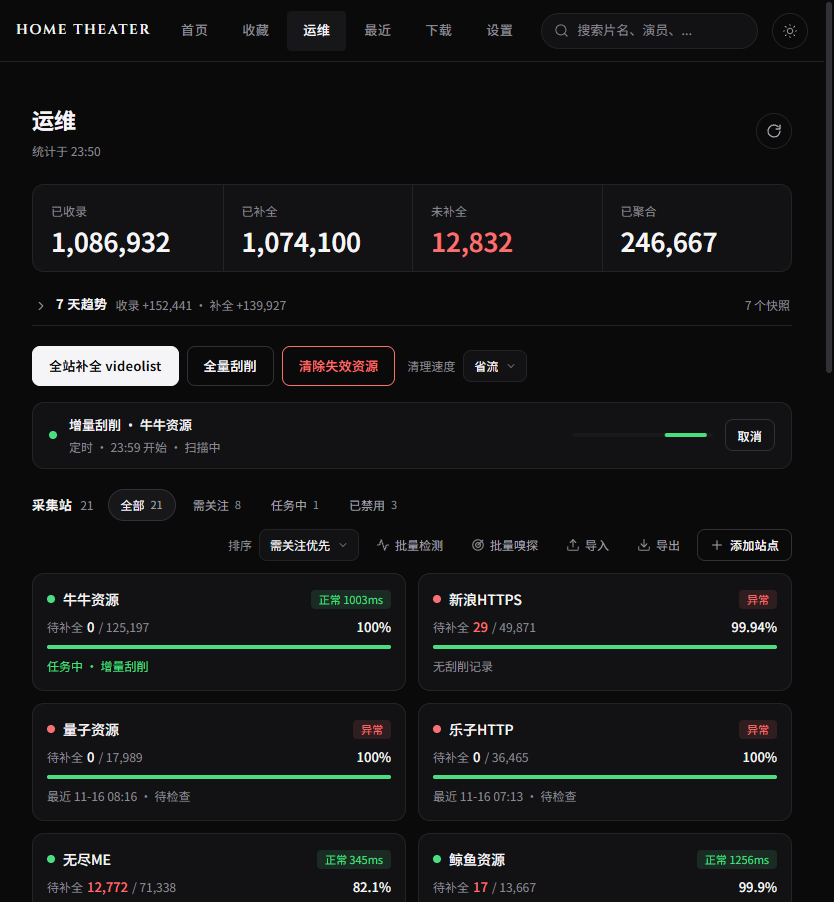 HOME THEATER 首页 收藏 运维 最近 下载 设置 搜索片名、演员、...
运维
统计于 23:50
已收录 已补全 未补全 已聚合
1,086,932 1,074,100 12,832 246,667
7 天趋势 收录 +152,441 · 补全 +139,927 7 个快照
全站补全 videolist 全量刮削 清除失效资源 清理速度 省流
增量刮削 · 牛牛资源
定时 · 23:59 开始 · 扫描中 取消
采集站 21 全部 21 需关注 8 任务中 1 已禁用 3
排序 需关注优先 批量检测 批量嗅探 导入 导出 添加站点
牛牛资源 正常 1003ms
待补全 0 / 125,197 100%
任务中 · 增量刮削
新浪HTTPS 异常
待补全 29 / 49,871 99.94%
无刮削记录
量子资源 异常
待补全 0 / 17,989 100%
最近 11-16 08:16 · 待检查
乐子HTTP 异常
待补全 0 / 36,465 100%
最近 11-16 07:13 · 待检查
无尽ME 正常 345ms
待补全 12,772 / 71,338 82.1%
鲸鱼资源 正常 1256ms
待补全 17 / 13,667 99.9%